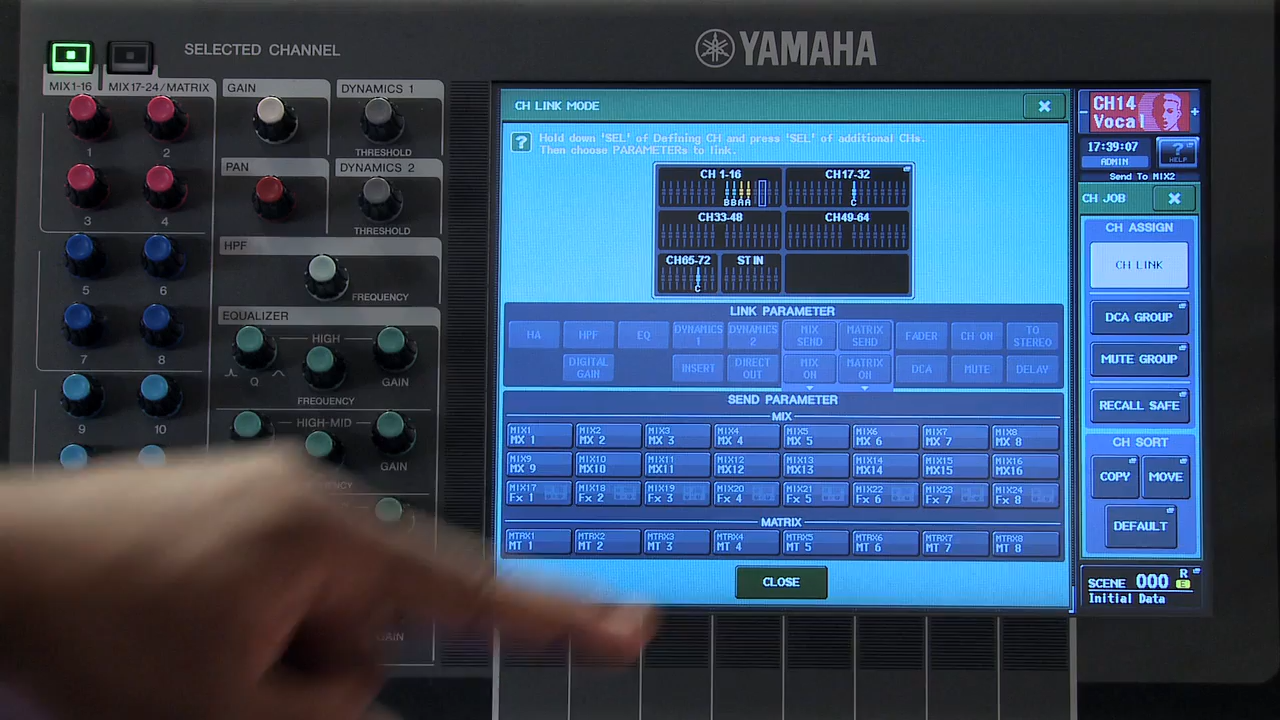 SELECTED CHANNEL
YAMAHA
MIX1-16
MIX17-24/MATRIX
GAIN
DYNAMICS 1
1
2
THRESHOLD
PAN
DYNAMICS 2
3
4
THRESHOLD
HPF
5
6
FREQUENCY
EQUALIZER
HIGH
7
8
Q
GAIN
FREQUENCY
HIGH-MID
9
10
GAIN
GAIN
CH LINK MODE
Hold down 'SEL' of Defining CH and press 'SEL' of additional CHs.
Then choose PARAMETERs to link.
CH 1-16
CH17-32
BBAA
C
CH33-48
CH49-64
CH65-72
ST IN
C
LINK PARAMETER
HA
HPF
EQ
DYNAMICS 1
DYNAMICS 2
MIX SEND
MATRIX SEND
FADER
CH ON
TO STEREO
DIGITAL GAIN
INSERT
DIRECT OUT
MIX ON
MATRIX ON
DCA
MUTE
DELAY
SEND PARAMETER
MIX
MIX1 MIX2 MIX3 MIX4 MIX5 MIX6 MIX7 MIX8
MX 1 MX 2 MX 3 MX 4 MX 5 MX 6 MX 7 MX 8
MIX9 MIX10 MIX11 MIX12 MIX13 MIX14 MIX15 MIX16
MX 9 MX10 MX11 MX12 MX13 MX14 MX15 MX16
MIX17 MIX18 MIX19 MIX20 MIX21 MIX22 MIX23 MIX24
Fx 1 Fx 2 Fx 3 Fx 4 Fx 5 Fx 6 Fx 7 Fx 8
MATRIX
MTRX1 MTRX2 MTRX3 MTRX4 MTRX5 MTRX6 MTRX7 MTRX8
MT 1 MT 2 MT 3 MT 4 MT 5 MT 6 MT 7 MT 8
CLOSE
CH14
Vocal
17:39:07
ADMIN
?
HELP
Send To MIX2
CH JOB
CH ASSIGN
CH LINK
DCA GROUP
MUTE GROUP
RECALL SAFE
CH SORT
COPY
MOVE
DEFAULT
SCENE 000 R E
Initial Data